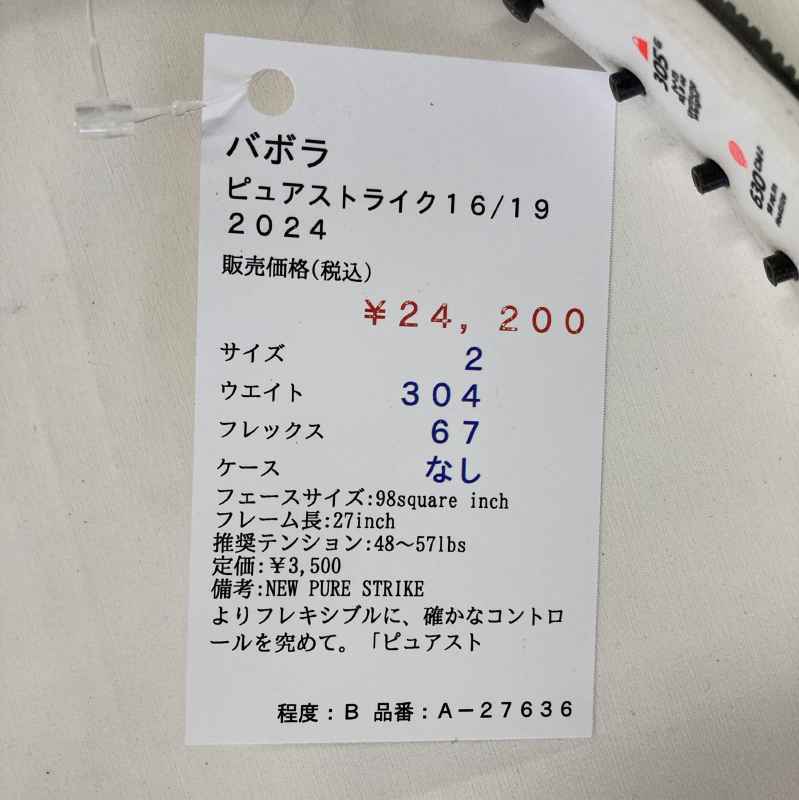 バボラ
ピュアストライク１６/１９
２０２４
販売価格(税込)
￥２４，２００
サイズ 2
ウエイト ３０４
フレックス ６７
ケース なし
フェースサイズ:98square inch
フレーム長:27inch
推奨テンション:48～57lbs
定価:￥3,500
備考:NEW PURE STRIKE
よりフレキシブルに、確かなコントロ
ールを究めて。「ピュアスト
程度：Ｂ 品番：Ａ－２７６３６
305
630